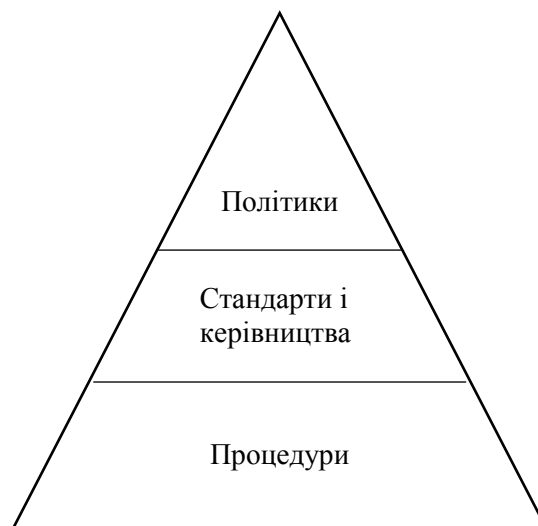 Політики
Стандарти і
керівництва
Процедури